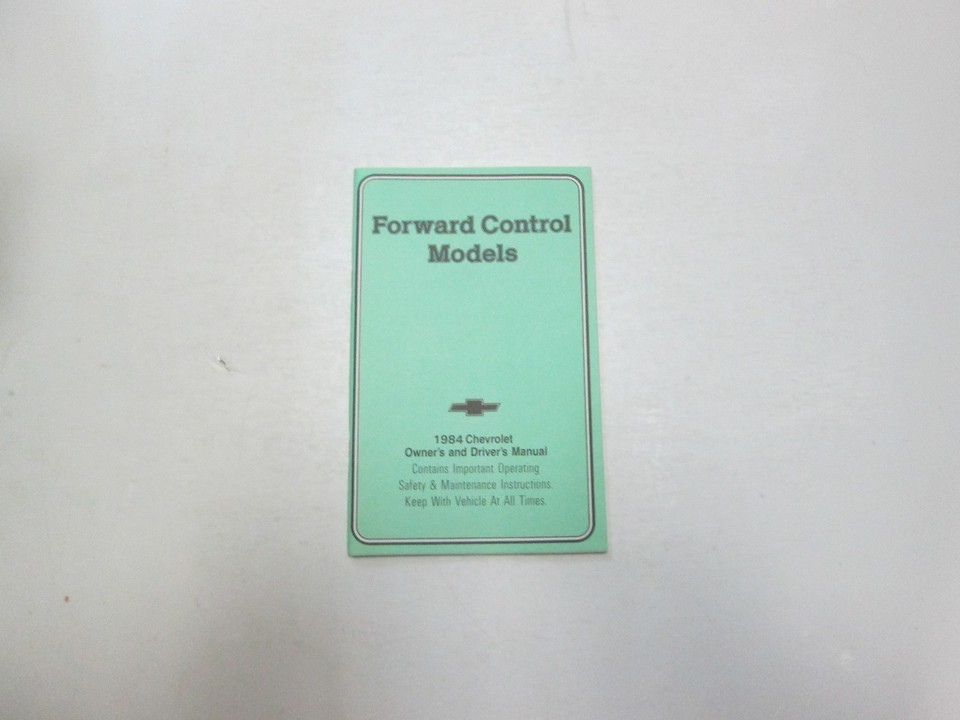 Forward Control
Models
1984 Chevrolet
Owner's and Driver's Manual
Contains Important Operating
Safety & Maintenance Instructions.
Keep With Vehicle At All Times.